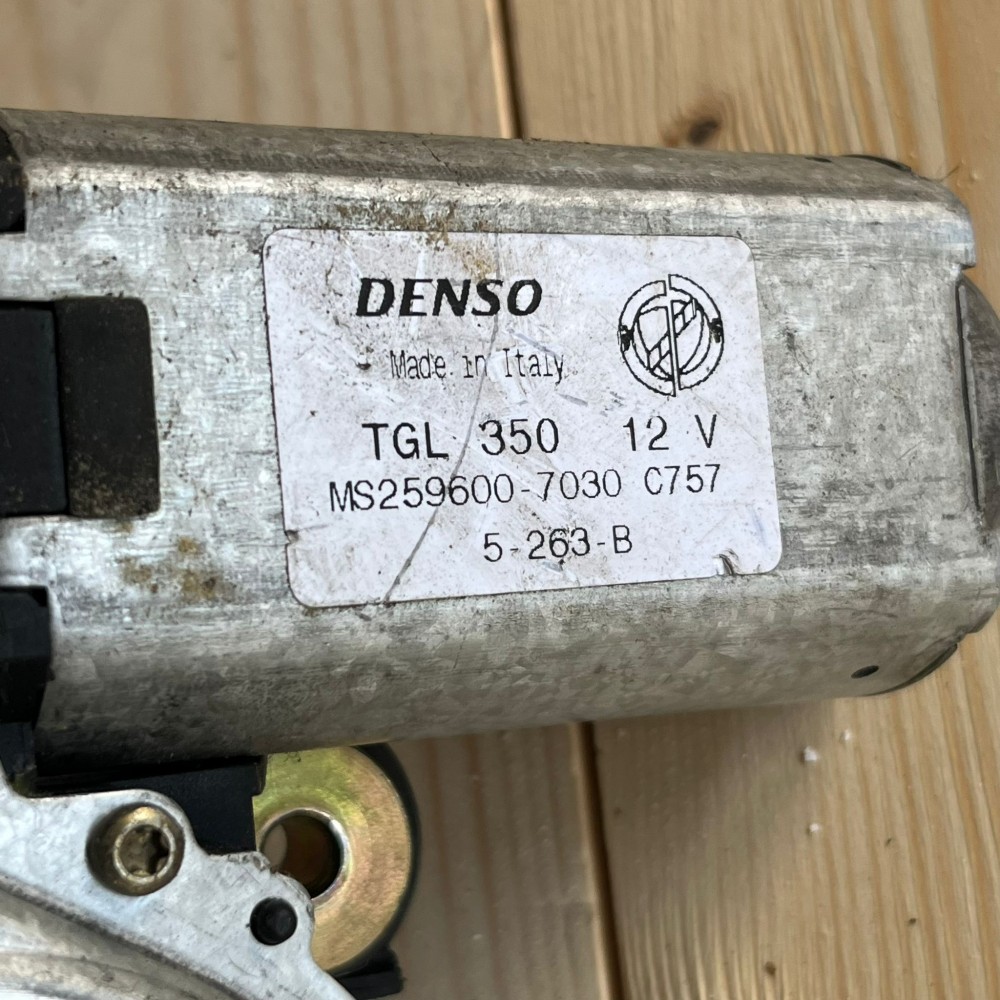 DENSO
Made in Italy
TGL 350 12 V
MS259600-7030 C757
5-263-B